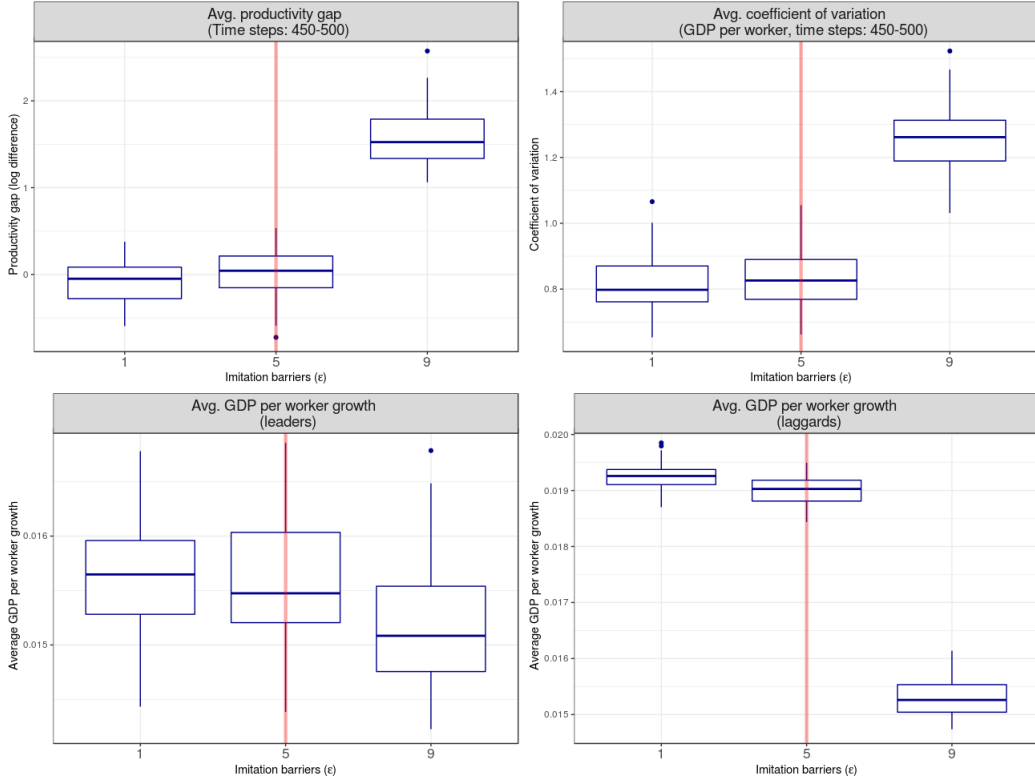 Avg. productivity gap
(Time steps: 450-500)
Productivity gap (log difference)
2
1
0
1
5
9
Imitation barriers (ε)
Avg. coefficient of variation
(GDP per worker, time steps: 450-500)
Coefficient of variation
1.4
1.2
1.0
0.8
1
5
9
Imitation barriers (ε)
Avg. GDP per worker growth
(leaders)
Average GDP per worker growth
0.016
0.015
1
5
9
Imitation barriers (ε)
Avg. GDP per worker growth
(laggards)
Average GDP per worker growth
0.020
0.019
0.018
0.017
0.016
0.015
1
5
9
Imitation barriers (ε)